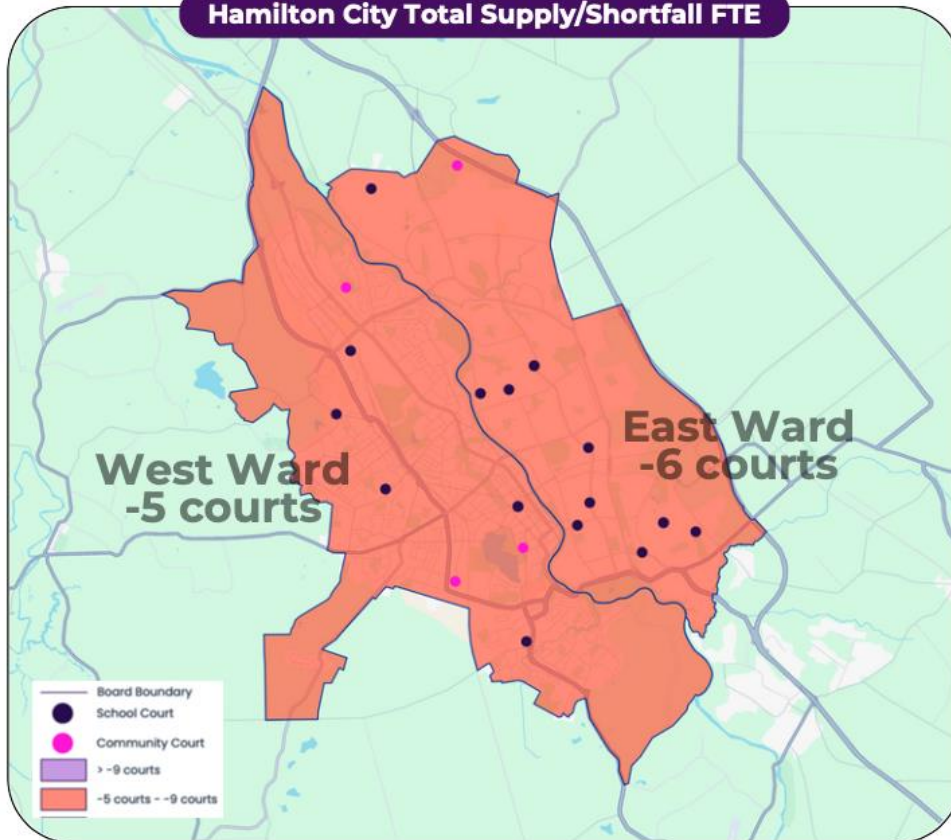 Hamilton City Total Supply/Shortfall FTE
East Ward
-6 courts
West Ward
-5 courts
Board Boundary
School Court
Community Court
> -9 courts
-5 courts - -9 courts